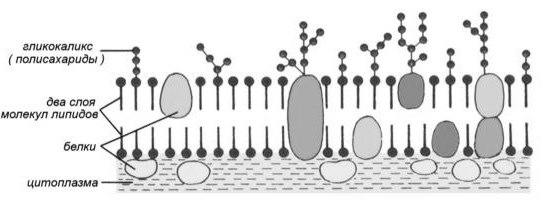 гликокаликс
( полисахариды )
два слоя
молекул липидов
белки
цитоплазма